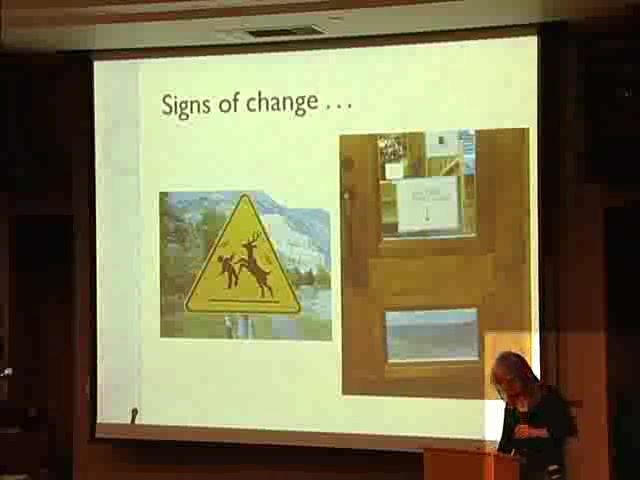 Signs of change . . .